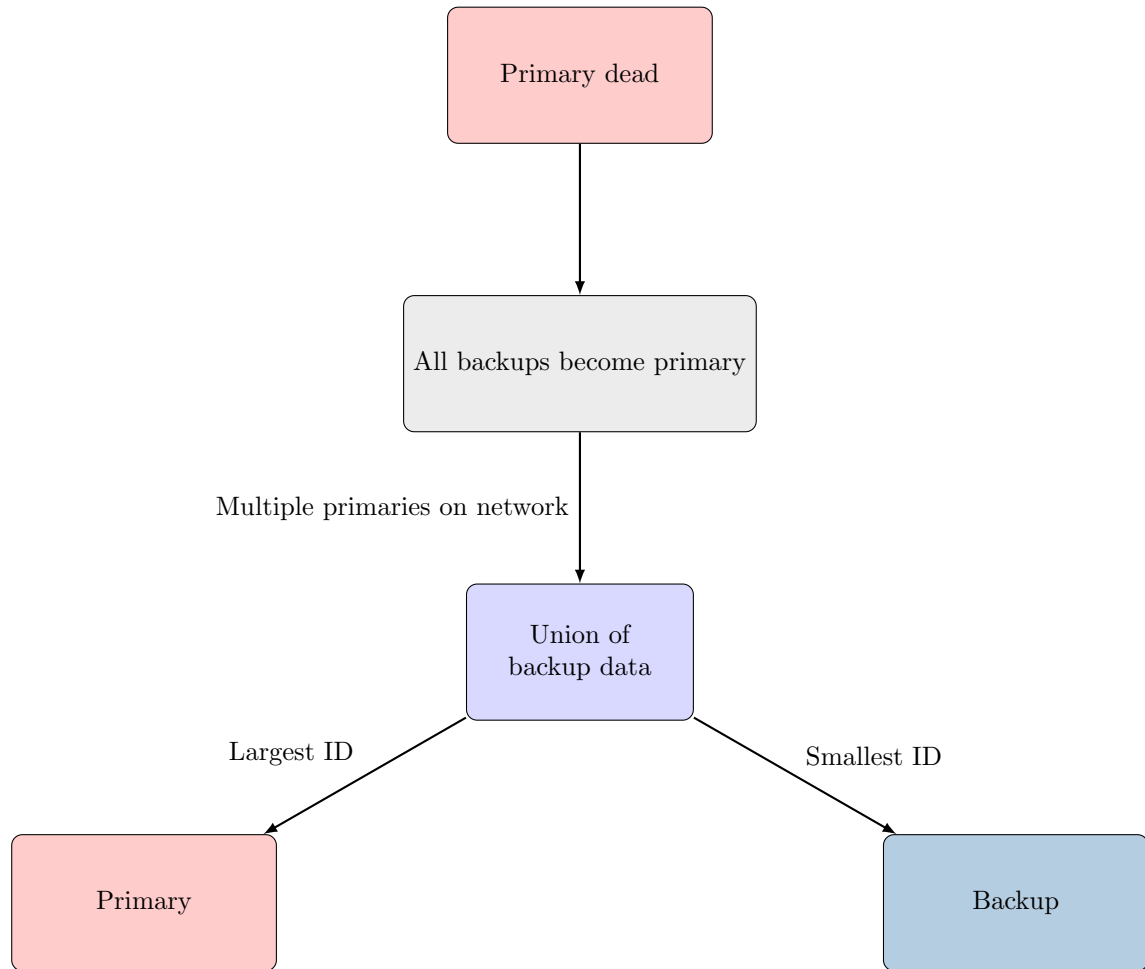 Primary dead
All backups become primary
Multiple primaries on network
Union of
backup data
Largest ID
Smallest ID
Primary
Backup